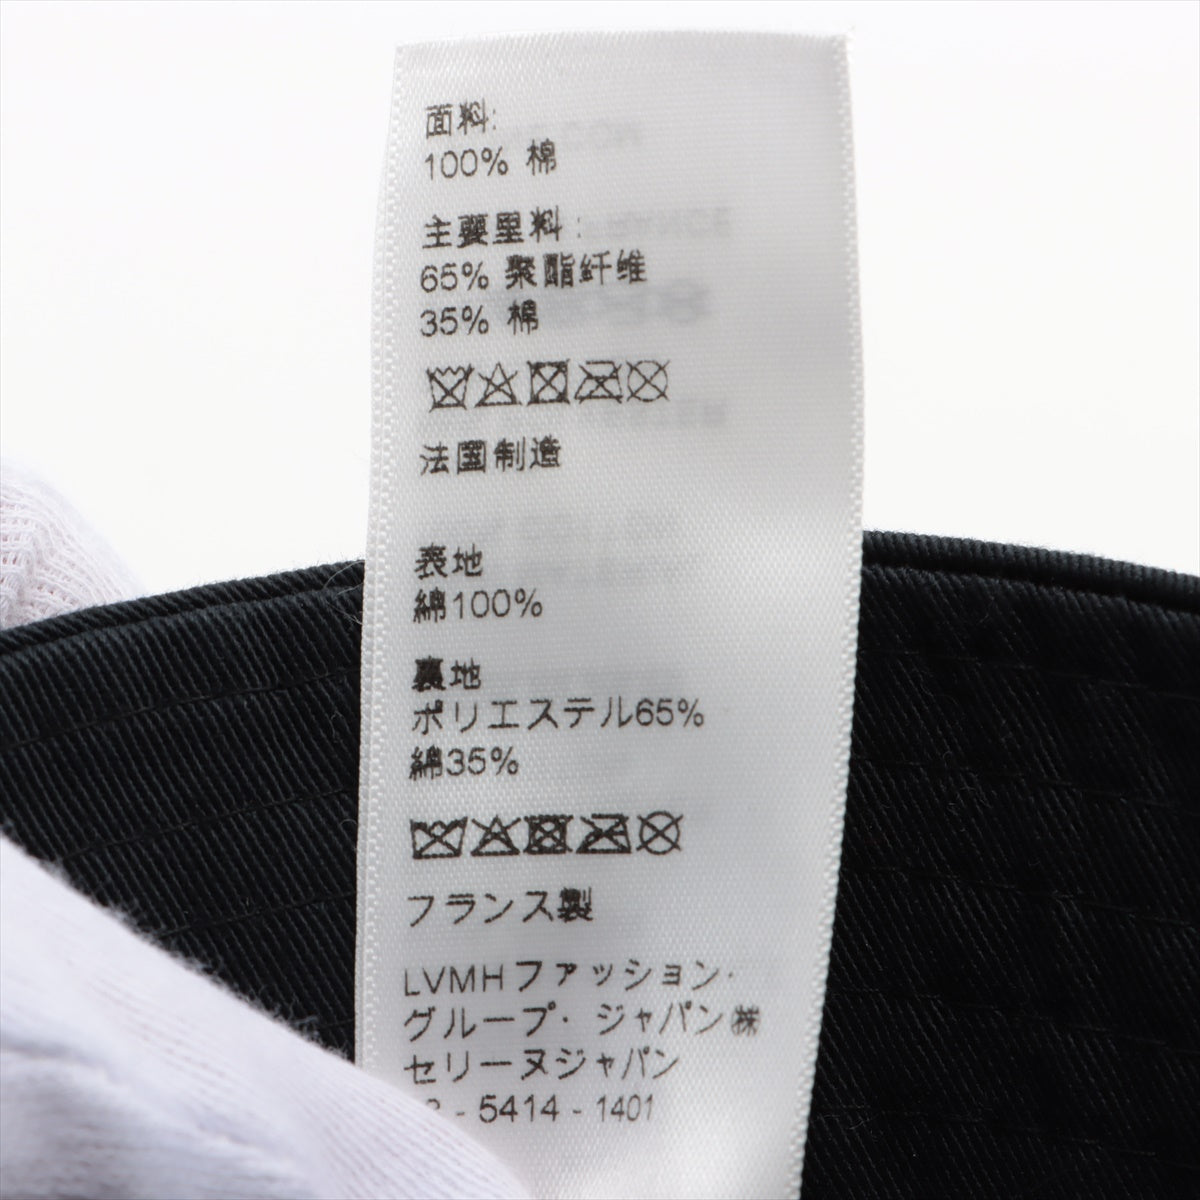 面料:
100% 棉
主要里料:
65% 聚酯纤维
35% 棉
法国制造
表地
綿100%
裏地
ポリエステル65%
綿35%
フランス製
LVMHファッション・
グループ・ジャパン㈱
セリーヌジャパン
- 5414 - 1401